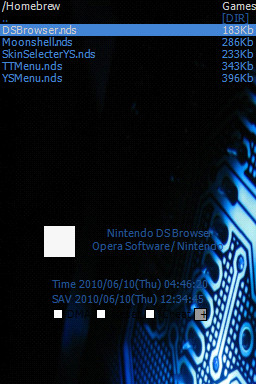 /Homebrew Games
.. [DIR]
DSBrowser.nds 183Kb
Moonshell.nds 286Kb
SkinSelecterYS.nds 233Kb
TTMenu.nds 343Kb
YSMenu.nds 396Kb
Nintendo DS Browser
Opera Software/Nintendo
Time 2010/06/10(Thu) 04:46:20
SAV 2010/06/10(Thu) 12:34:45
DMA